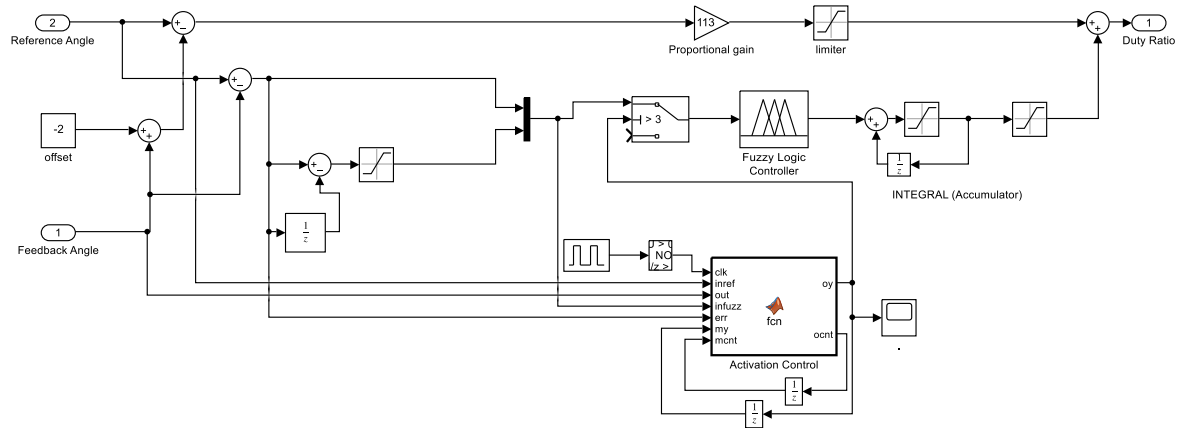 2
Reference Angle
+
−
113
Proportional gain
limiter
+
+
1
Duty Ratio
+
−
-2
offset
+
+
> 3
Fuzzy Logic
Controller
+
+
1
z
INTEGRAL (Accumulator)
+
−
1
z
1
Feedback Angle
NO
clk
inref
out
infuzz
err
my
mcnt
fcn
oy
ocnt
Activation Control
.
1
z
1
z